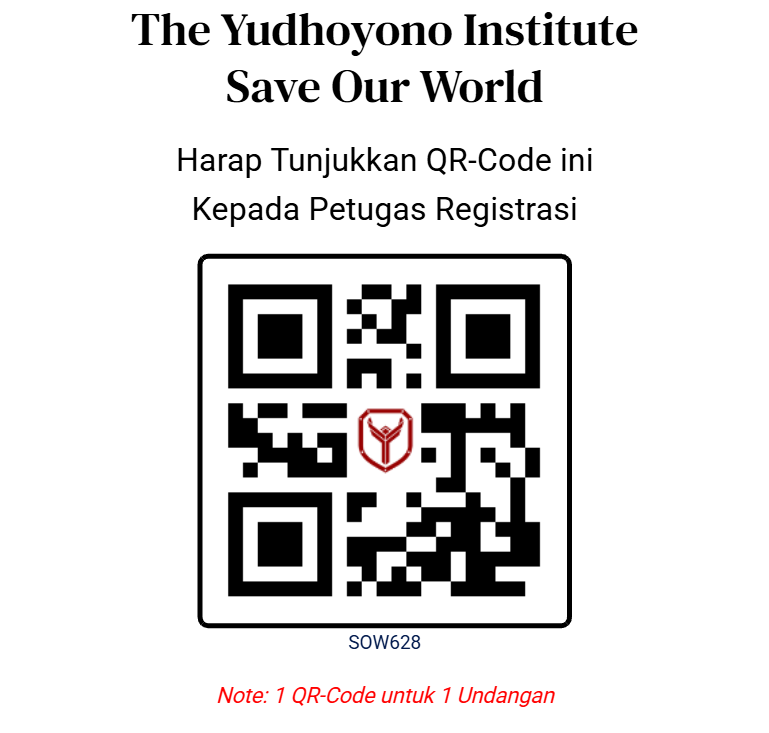 The Yudhoyono Institute
Save Our World
Harap Tunjukkan QR-Code ini
Kepada Petugas Registrasi
SOW628
Note: 1 QR-Code untuk 1 Undangan